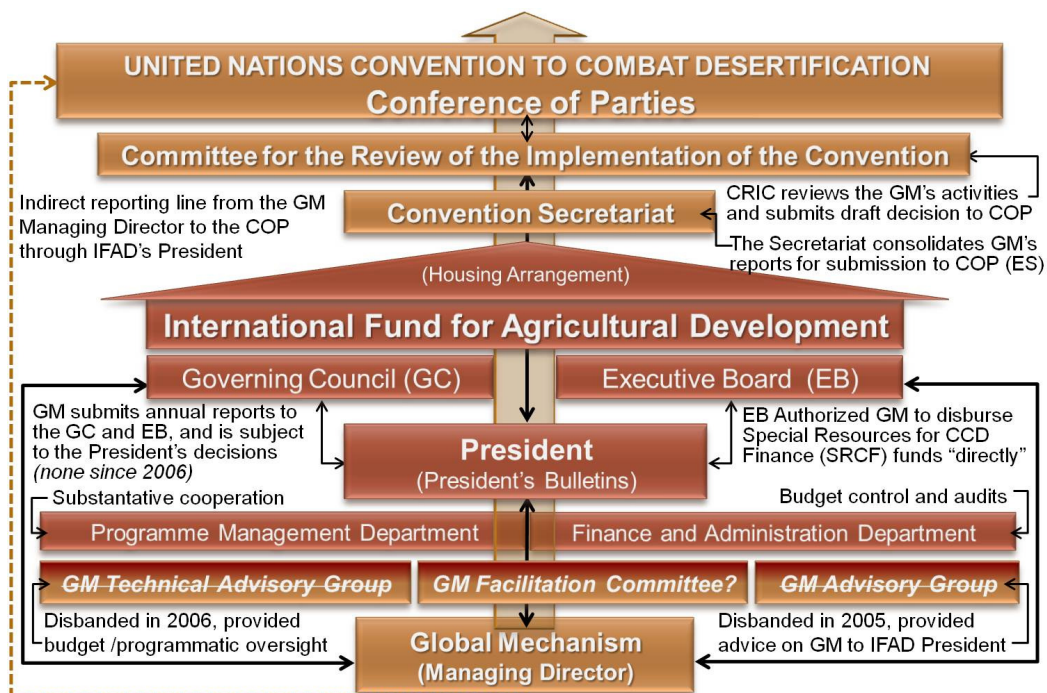 UNITED NATIONS CONVENTION TO COMBAT DESERTIFICATION
Conference of Parties
Committee for the Review of the Implementation of the Convention
Indirect reporting line from the GM
Managing Director to the COP
through IFAD's President
Convention Secretariat
CRIC reviews the GM's activities
and submits draft decision to COP
The Secretariat consolidates GM's
reports for submission to COP (ES)
(Housing Arrangement)
International Fund for Agricultural Development
Governing Council (GC)
Executive Board (EB)
GM submits annual reports to
the GC and EB, and is subject
to the President's decisions
(none since 2006)
President
(President's Bulletins)
EB Authorized GM to disburse
Special Resources for CCD
Finance (SRCF) funds "directly"
Substantative cooperation
Budget control and audits
Programme Management Department
Finance and Administration Department
GM Technical Advisory Group
GM Facilitation Committee?
GM Advisory Group
Disbanded in 2006, provided
budget /programmatic oversight
Disbanded in 2005, provided
advice on GM to IFAD President
Global Mechanism
(Managing Director)